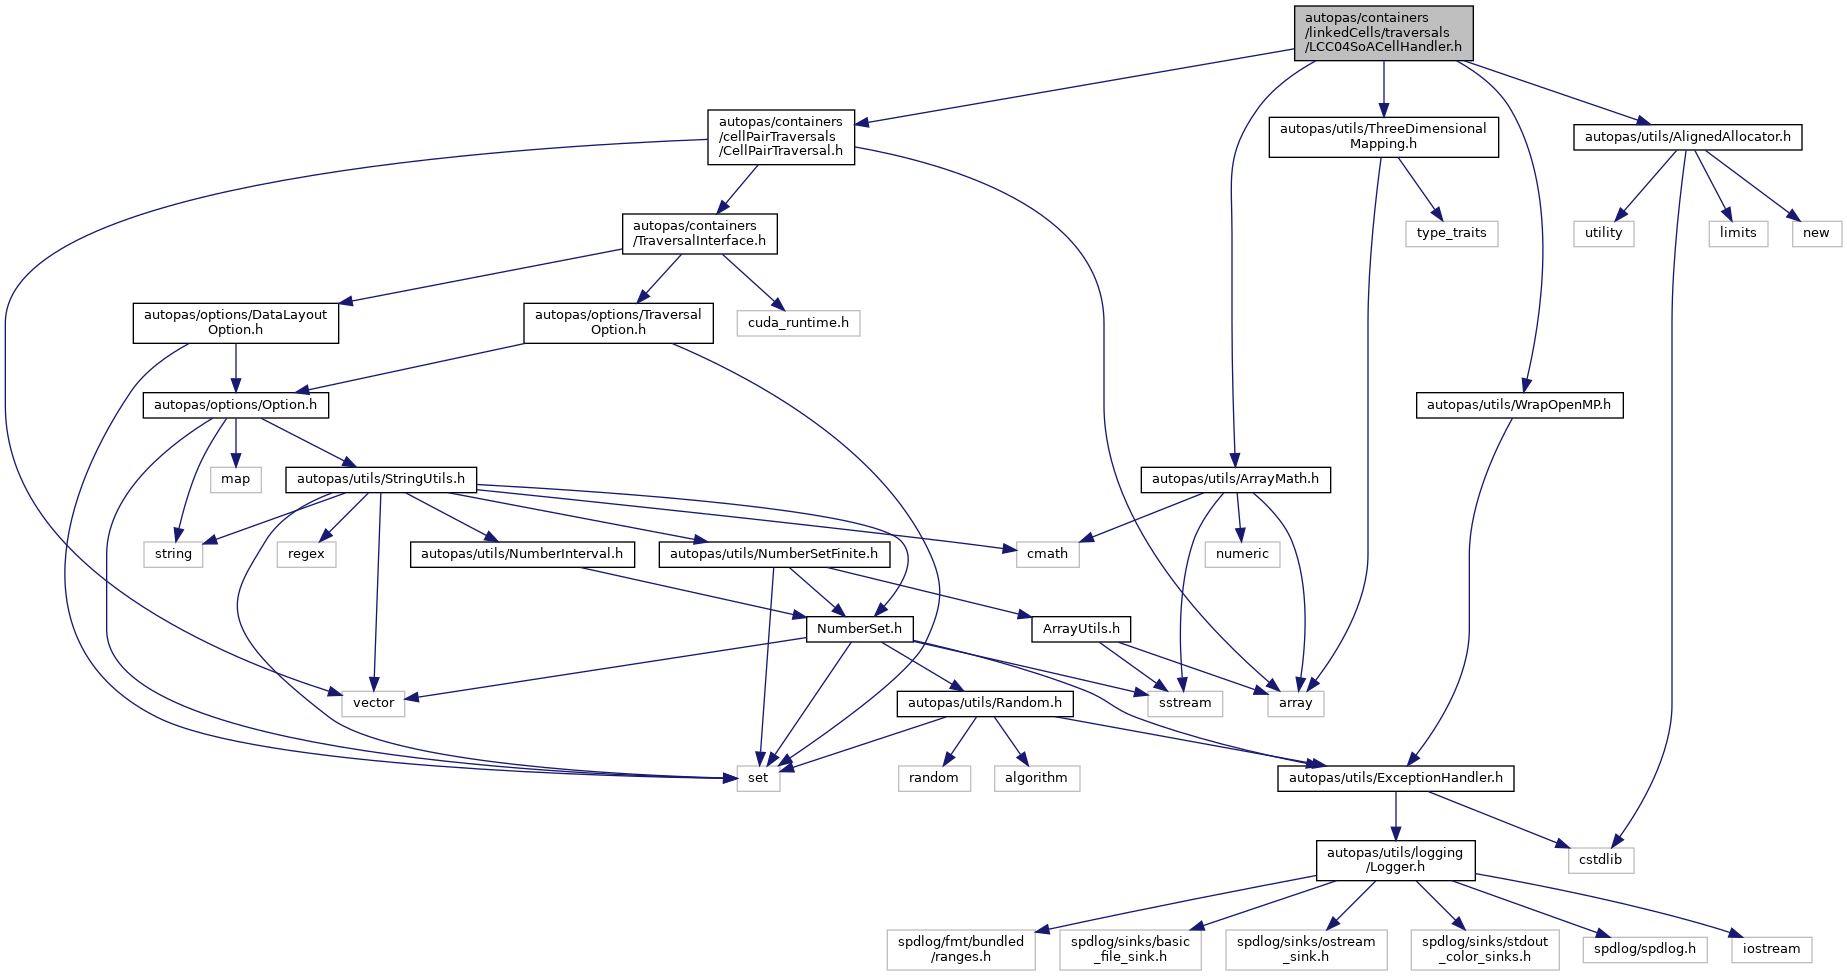 autopas/containers
/linkedCells/traversals
/LCC04SoACellHandler.h
autopas/containers
/cellPairTraversals
/CellPairTraversal.h
autopas/utils/ThreeDimensional
Mapping.h
autopas/utils/AlignedAllocator.h
autopas/containers
/TraversalInterface.h
type_traits
utility
limits
new
autopas/options/DataLayout
Option.h
autopas/options/Traversal
Option.h
cuda_runtime.h
autopas/options/Option.h
autopas/utils/WrapOpenMP.h
map
autopas/utils/StringUtils.h
autopas/utils/ArrayMath.h
string
regex
autopas/utils/NumberInterval.h
autopas/utils/NumberSetFinite.h
cmath
numeric
NumberSet.h
ArrayUtils.h
vector
autopas/utils/Random.h
sstream
array
set
random
algorithm
autopas/utils/ExceptionHandler.h
autopas/utils/logging
/Logger.h
cstdlib
spdlog/fmt/bundled
/ranges.h
spdlog/sinks/basic
_file_sink.h
spdlog/sinks/ostream
_sink.h
spdlog/sinks/stdout
_color_sinks.h
spdlog/spdlog.h
iostream